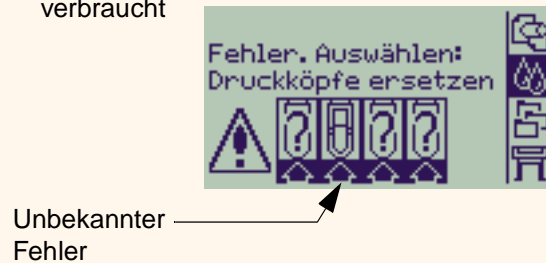 verbraucht
Fehler. Auswählen:
Druckköpfe ersetzen
? ? ?
Unbekannter
Fehler